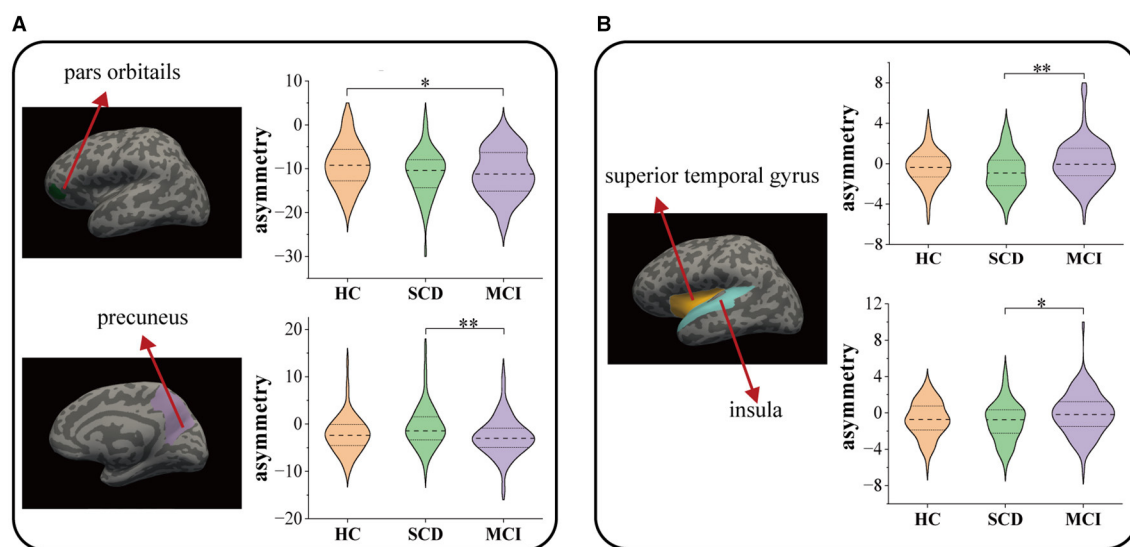 A
pars orbitails
asymmetry
10
0
−10
−20
−30
*
HC
SCD
MCI
precuneus
asymmetry
20
10
0
−10
−20
**
HC
SCD
MCI
B
superior temporal gyrus
insula
asymmetry
8
4
0
−4
−8
**
HC
SCD
MCI
asymmetry
12
8
4
0
−4
−8
*
HC
SCD
MCI